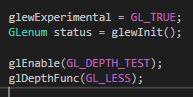 glewExperimental = GL_TRUE;
GLenum status = glewInit();
glEnable(GL_DEPTH_TEST);
glDepthFunc(GL_LESS);